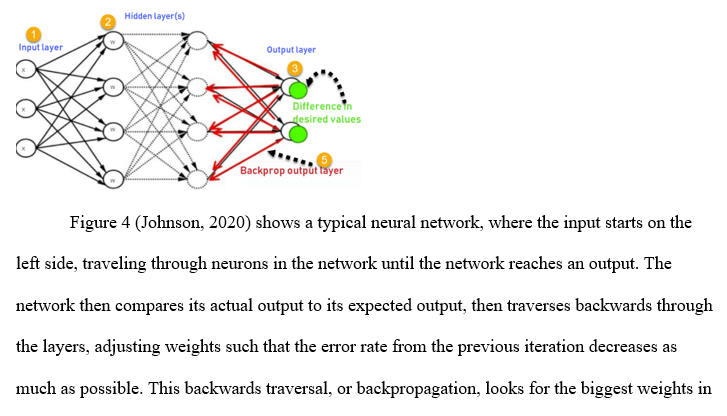 2
Hidden layer(s)
1
Input layer
Output layer
3
x
x
x
w
w
w
w
Difference in
desired values
5
Backprop output layer
Figure 4 (Johnson, 2020) shows a typical neural network, where the input starts on the
left side, traveling through neurons in the network until the network reaches an output. The
network then compares its actual output to its expected output, then traverses backwards through
the layers, adjusting weights such that the error rate from the previous iteration decreases as
much as possible. This backwards traversal, or backpropagation, looks for the biggest weights in